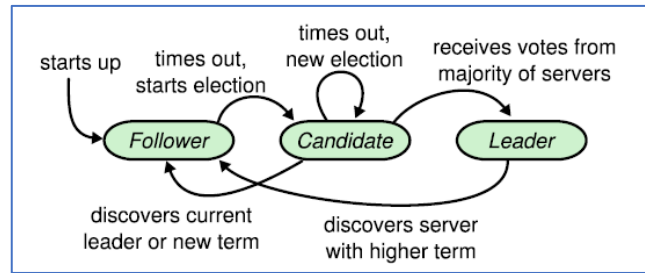 starts up
times out,
starts election
times out,
new election
receives votes from
majority of servers
Follower
Candidate
Leader
discovers current
leader or new term
discovers server
with higher term